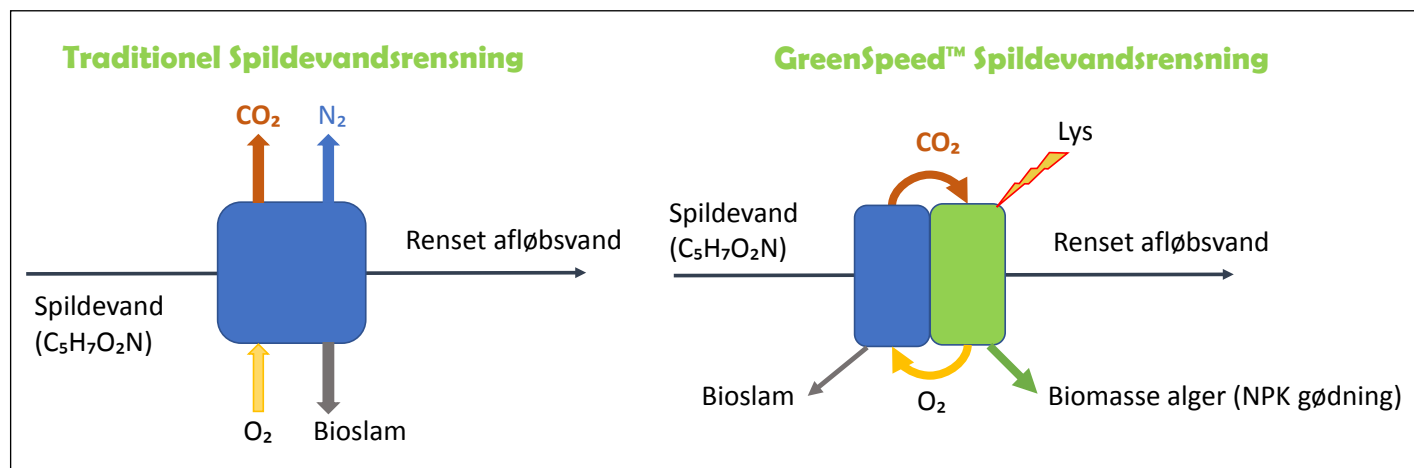 Traditionel Spildevandsrensning
CO₂
N₂
Renset afløbsvand
Spildevand
(C₅H₇O₂N)
O₂
Bioslam
GreenSpeed™ Spildevandsrensning
Lys
CO₂
Spildevand
(C₅H₇O₂N)
Renset afløbsvand
Bioslam
O₂
Biomasse alger (NPK gødning)